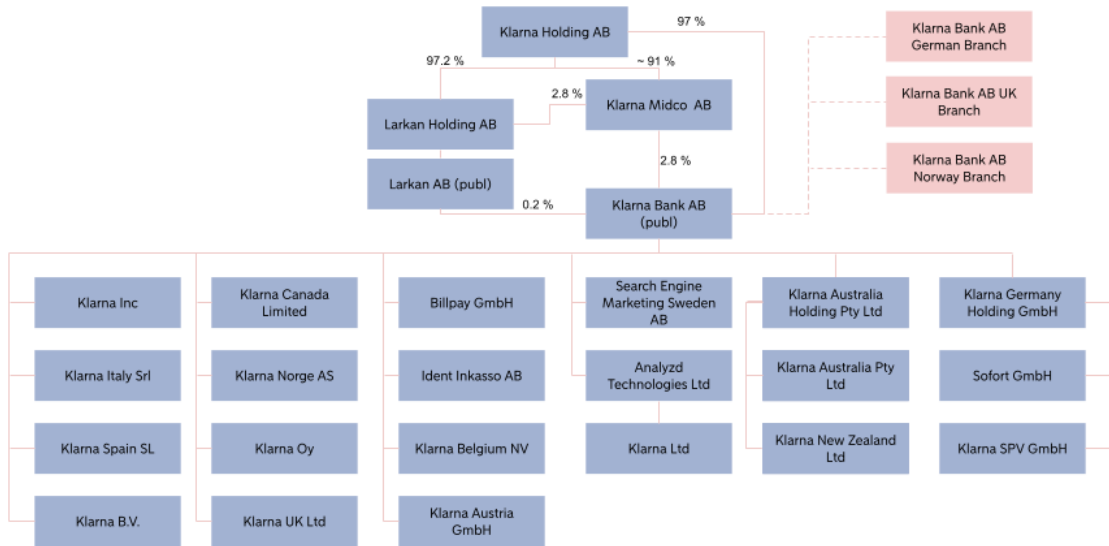 Klarna Holding AB
97 %
Klarna Bank AB
German Branch
97.2 %
~ 91 %
2.8 %
Larkan Holding AB
Klarna Midco AB
Klarna Bank AB UK
Branch
Larkan AB (publ)
2.8 %
Klarna Bank AB
Norway Branch
0.2 %
Klarna Bank AB
(publ)
Klarna Inc
Klarna Canada
Limited
Billpay GmbH
Search Engine
Marketing Sweden
AB
Klarna Australia
Holding Pty Ltd
Klarna Germany
Holding GmbH
Klarna Italy Srl
Klarna Norge AS
Ident Inkasso AB
Analyzd
Technologies Ltd
Klarna Australia Pty
Ltd
Sofort GmbH
Klarna Spain SL
Klarna Oy
Klarna Belgium NV
Klarna Ltd
Klarna New Zealand
Ltd
Klarna SPV GmbH
Klarna B.V.
Klarna UK Ltd
Klarna Austria
GmbH